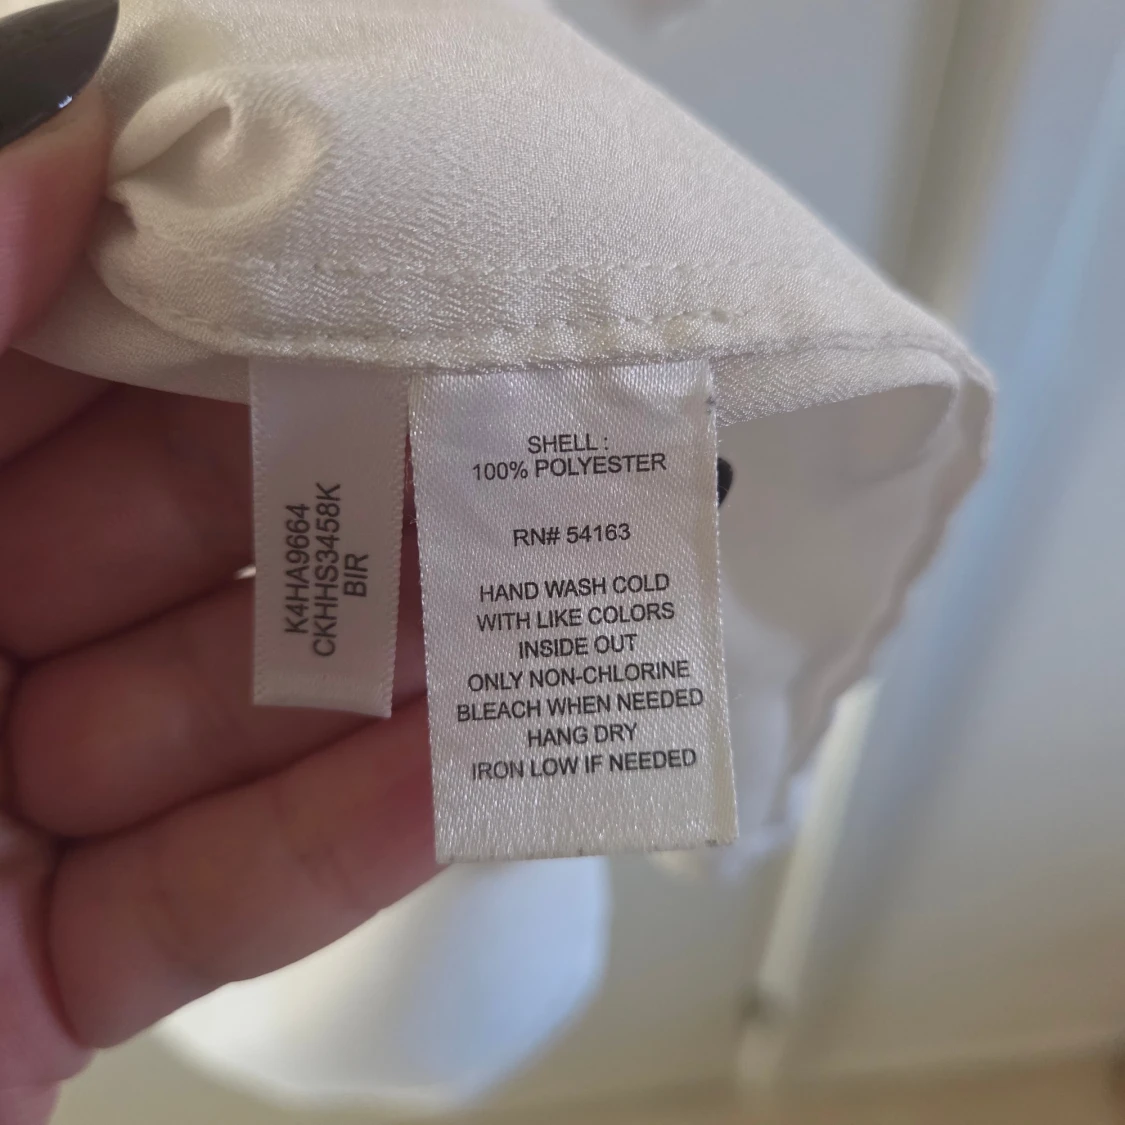 K4HA9664
CKHHS3458K
BIR
SHELL :
100% POLYESTER
RN# 54163
HAND WASH COLD
WITH LIKE COLORS
INSIDE OUT
ONLY NON-CHLORINE
BLEACH WHEN NEEDED
HANG DRY
IRON LOW IF NEEDED